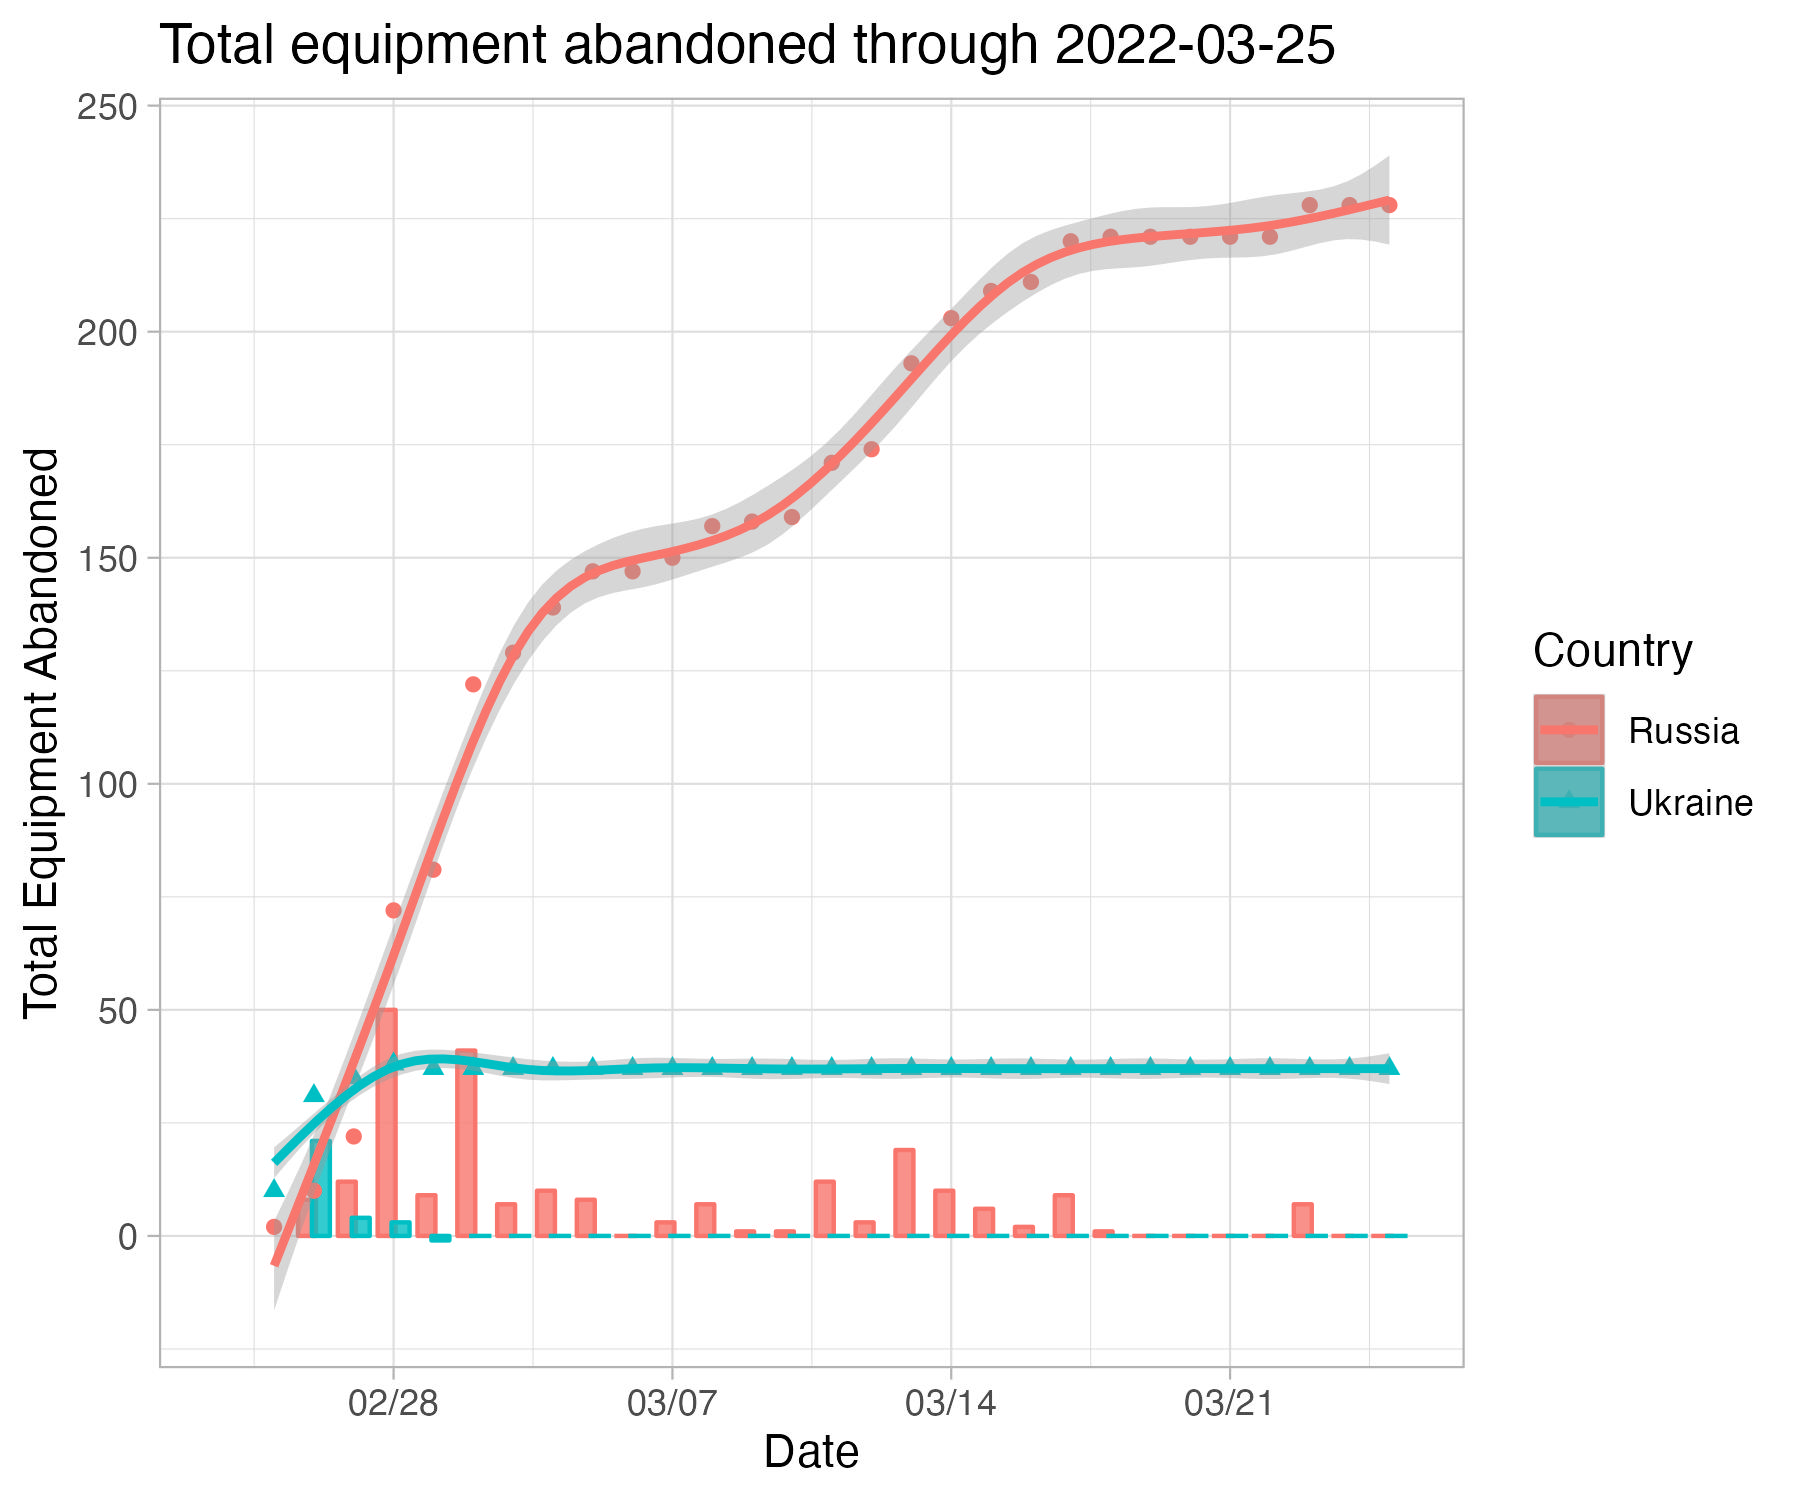 Total equipment abandoned through 2022-03-25
Total Equipment Abandoned
250
200
150
100
50
0
02/28
03/07
03/14
03/21
Date
Country
Russia
Ukraine